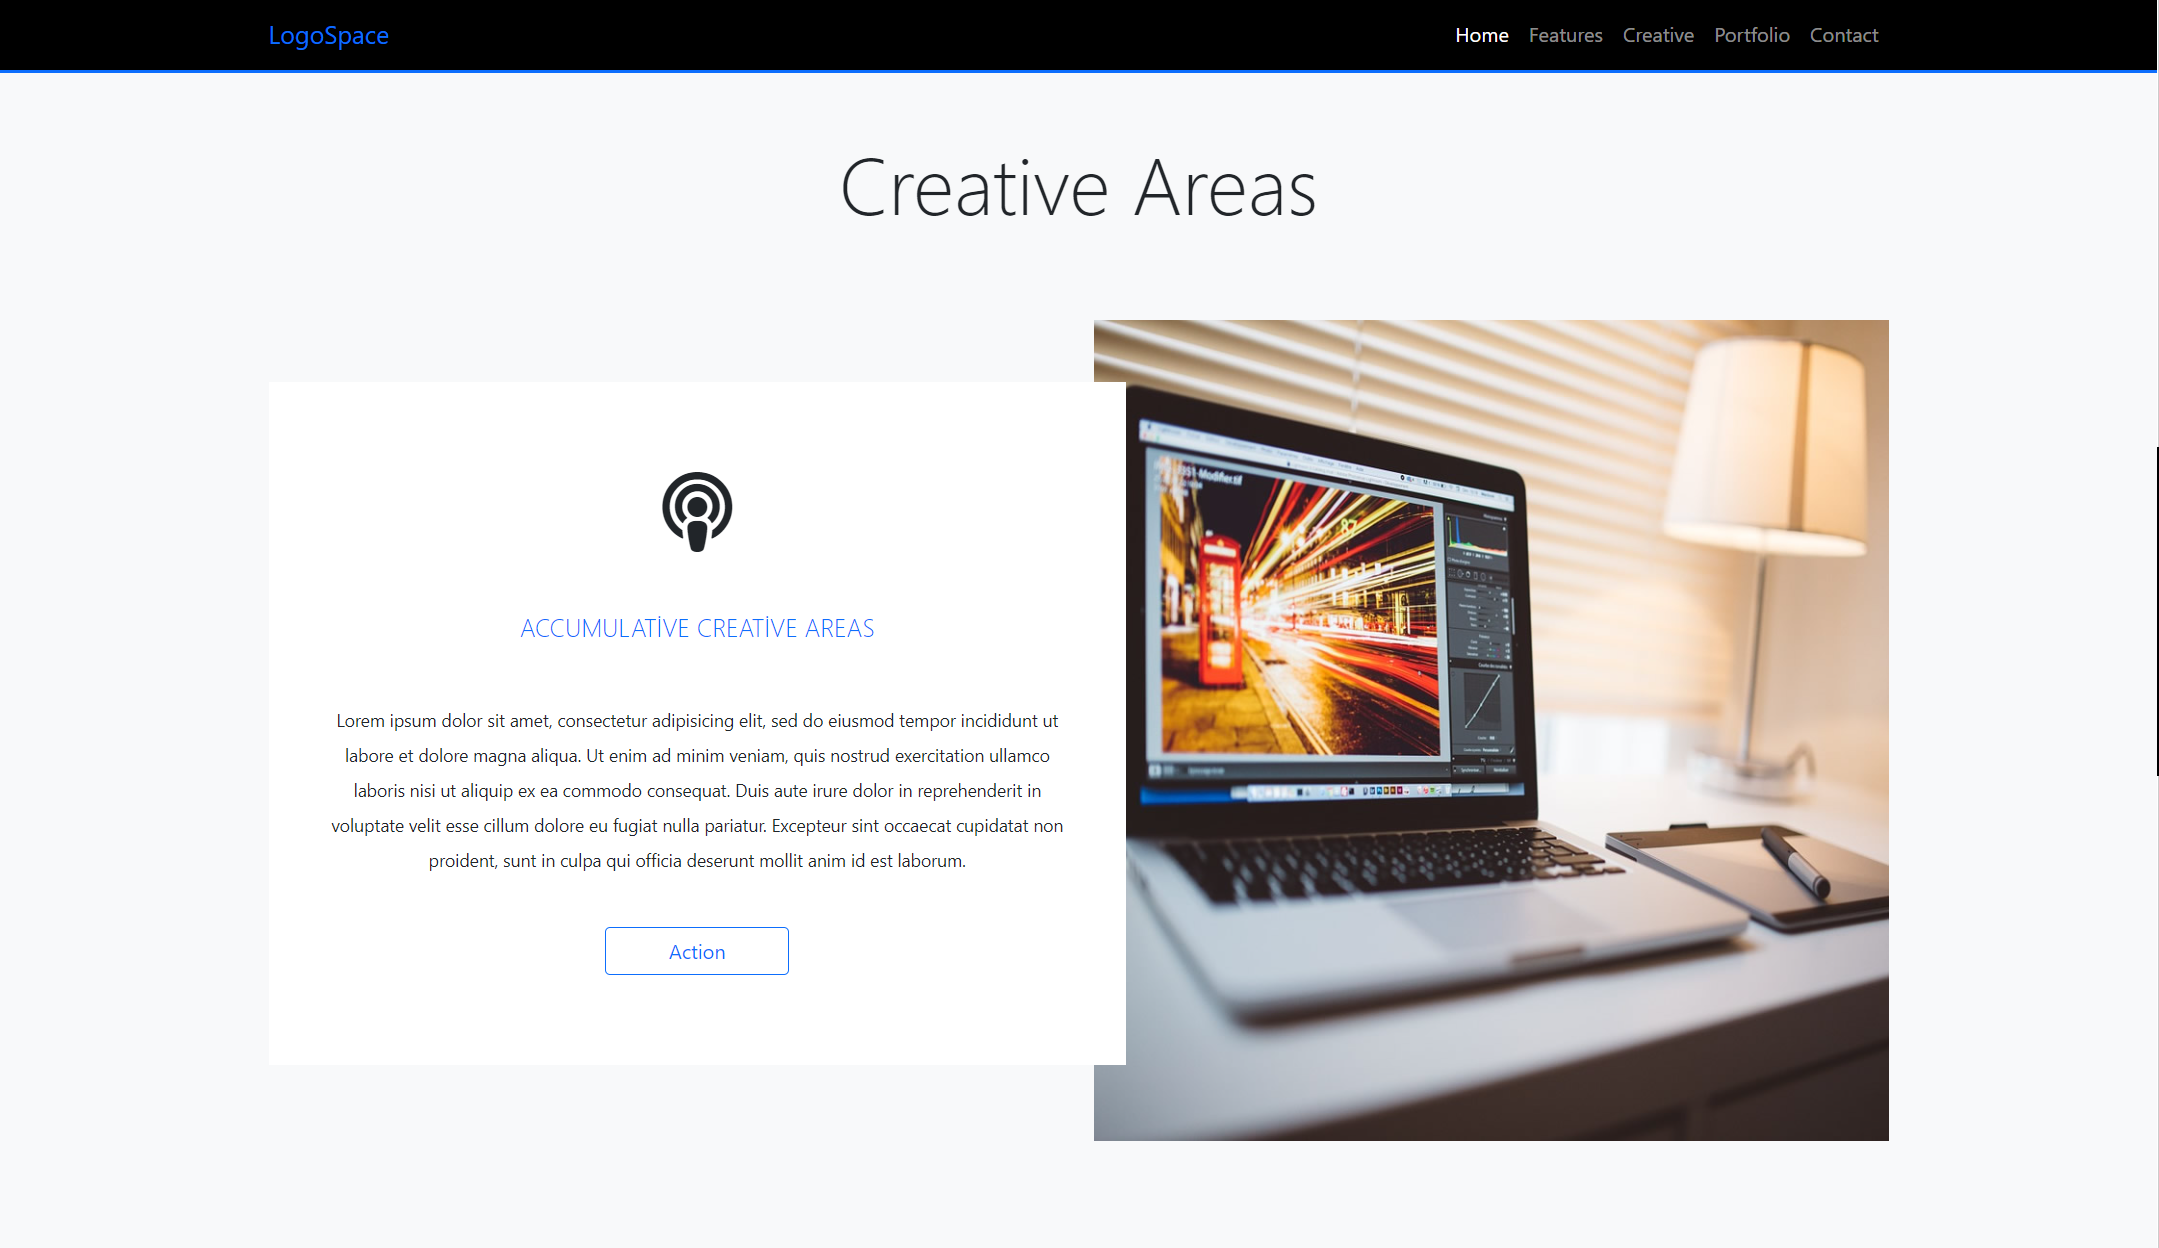 LogoSpace
Home Features Creative Portfolio Contact
Creative Areas
ACCUMULATİVE CREATİVE AREAS
Lorem ipsum dolor sit amet, consectetur adipisicing elit, sed do eiusmod tempor incididunt ut
labore et dolore magna aliqua. Ut enim ad minim veniam, quis nostrud exercitation ullamco
laboris nisi ut aliquip ex ea commodo consequat. Duis aute irure dolor in reprehenderit in
voluptate velit esse cillum dolore eu fugiat nulla pariatur. Excepteur sint occaecat cupidatat non
proident, sunt in culpa qui officia deserunt mollit anim id est laborum.
Action